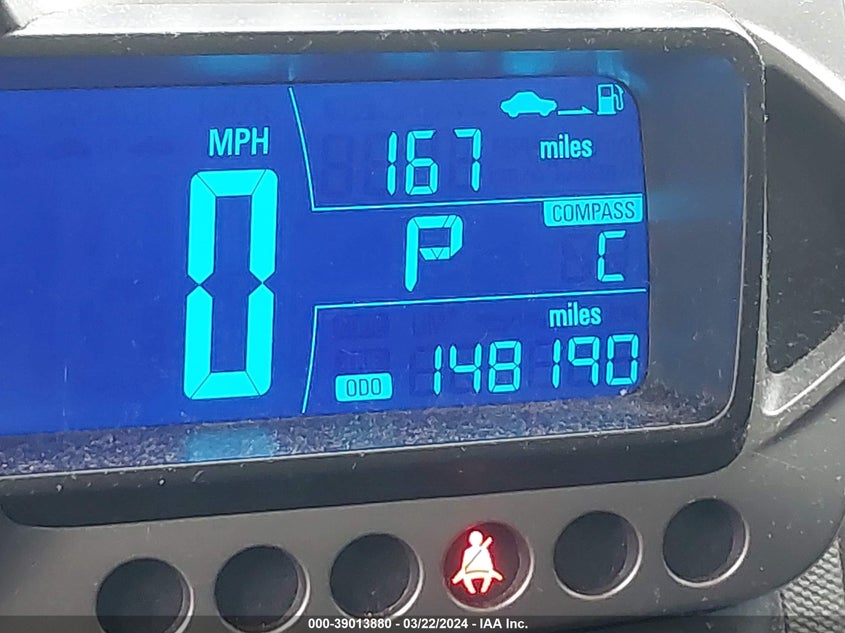 MPH
0
167 miles
COMPASS
P C
miles
ODO 148190
000-39013880 - 03/22/2024 - IAA Inc.